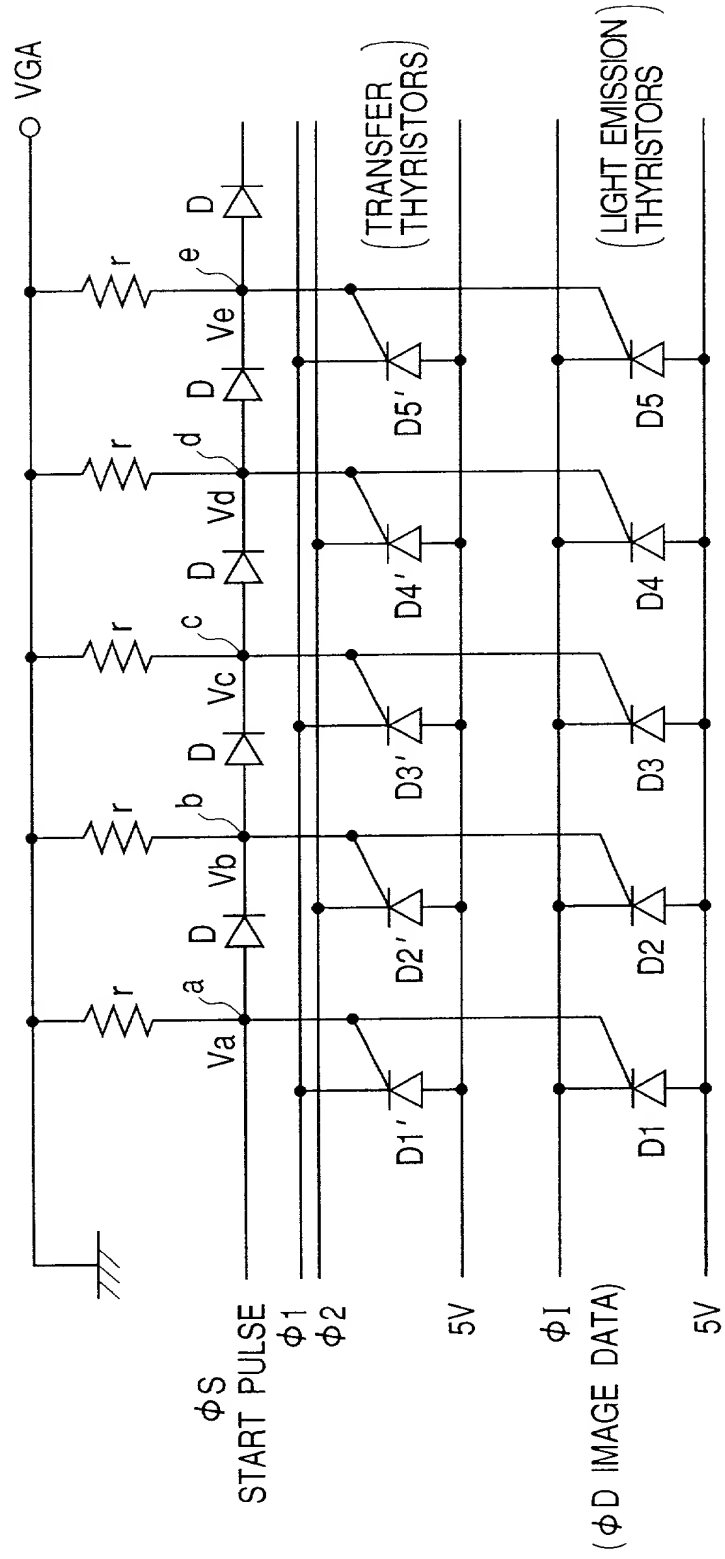 VGA
r
r
r
r
r
a
b
c
d
e
Va
D
Vb
D
Vc
D
Vd
D
Ve
D
ϕS
START PULSE
ϕ1
ϕ2
D1′
D2′
D3′
D4′
D5′
(TRANSFER
THYRISTORS)
5V
ϕI
(ϕD IMAGE DATA)
D1
D2
D3
D4
D5
(LIGHT EMISSION
THYRISTORS)
5V